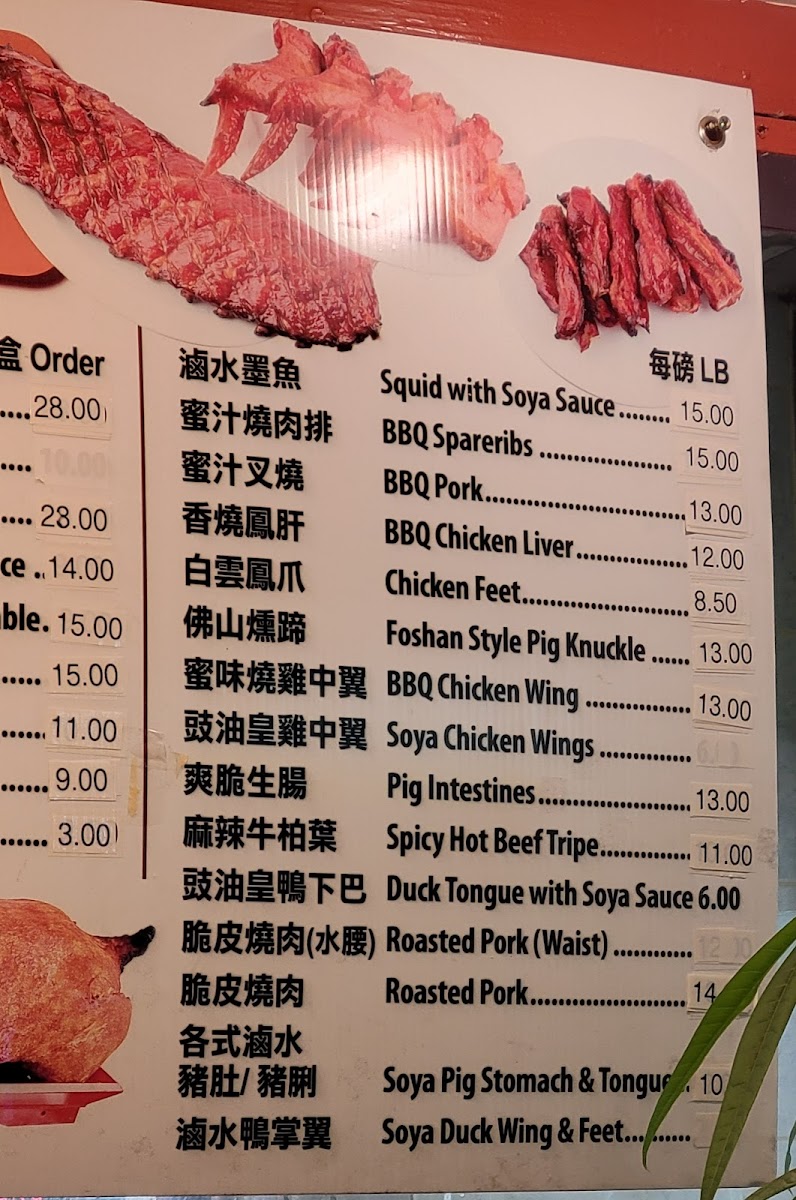 盒 Order
28.00
10.00
28.00
ce ..14.00
ble. 15.00
15.00
11.00
9.00
3.00
每磅 LB
滷水墨魚 Squid with Soya Sauce ........ 15.00
蜜汁燒肉排 BBQ Spareribs .................... 15.00
蜜汁叉燒 BBQ Pork.............................. 13.00
香燒鳳肝 BBQ Chicken Liver................. 12.00
白雲鳳爪 Chicken Feet......................... 8.50
佛山燻蹄 Foshan Style Pig Knuckle ...... 13.00
蜜味燒雞中翼 BBQ Chicken Wing ................ 13.00
豉油皇雞中翼 Soya Chicken Wings ..............
爽脆生腸 Pig Intestines....................... 13.00
麻辣牛柏葉 Spicy Hot Beef Tripe.............. 11.00
豉油皇鴨下巴 Duck Tongue with Soya Sauce 6.00
脆皮燒肉(水腰) Roasted Pork (Waist) ............
脆皮燒肉 Roasted Pork....................... 14
各式滷水
豬肚/ 豬脷 Soya Pig Stomach & Tongue.. 10
滷水鴨掌翼 Soya Duck Wing & Feet..........